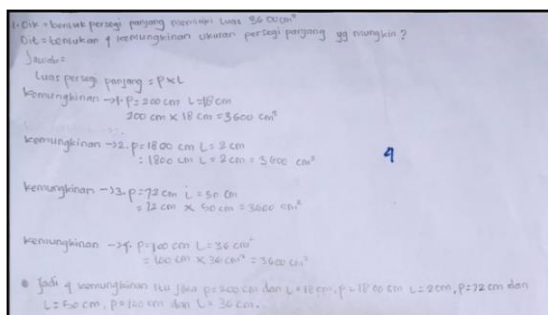 1. Dik = bentuk persegi panjang memiliki luas 3600 cm²
Dit = tentukan 4 kemungkinan ukuran persegi panjang yg mungkin?
Jawab =
Luas persegi panjang = P x L
Kemungkinan → 1. P = 200 cm L = 18 cm
200 cm x 18 cm = 3600 cm²
kemungkinan → 2. P = 1800 cm L = 2 cm
= 1800 cm L = 2 cm = 3600 cm²
4
kemungkinan → 3. P = 72 cm L = 50 cm
= 72 cm x 50 cm = 3600 cm²
kemungkinan → 4. P = 100 cm L = 36 cm²
= 100 cm x 36 cm² = 3600 cm²
Jadi 4 kemungkinan itu jika P = 200 cm dan L = 18 cm, P = 1800 cm L = 2 cm, P = 72 cm dan
L = 50 cm, P = 100 cm dan L = 36 cm.